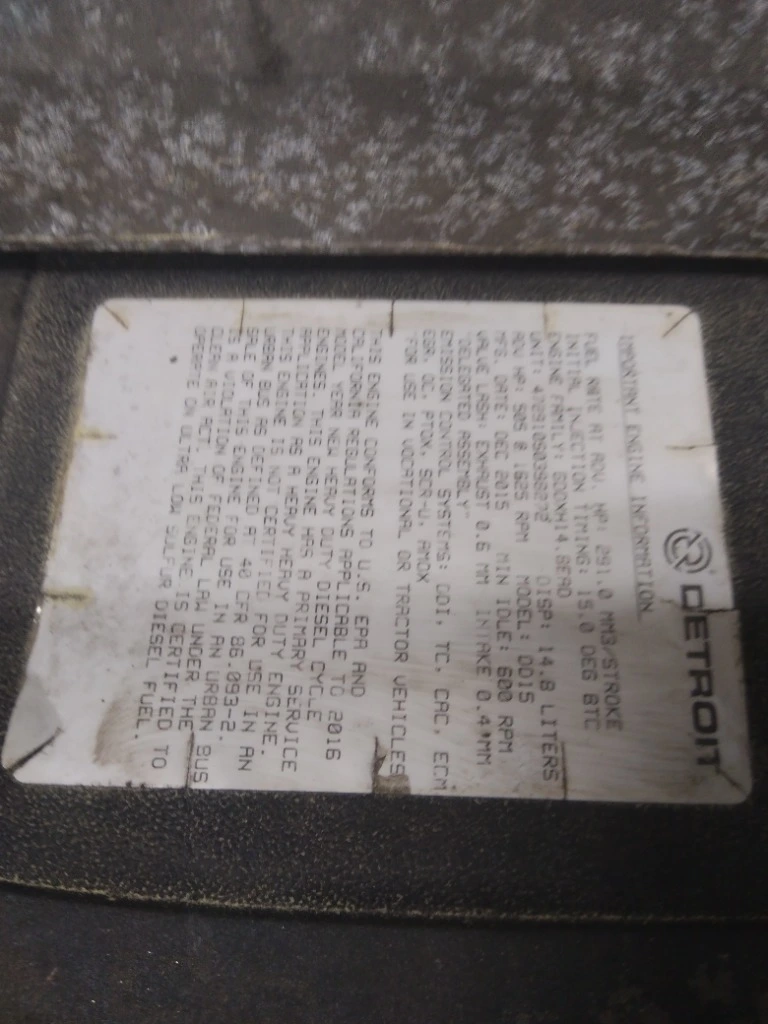 DETROIT
IMPORTANT ENGINE INFORMATION
FUEL RATE AT ADV. HP: 291.0 MM3/STROKE
INITIAL INJECTION TIMING: 15.0 DEG BTC
ENGINE FAMILY: GDDXH14.8EAD
UNIT: DISP: 14.8 LITERS
ADV HP: 505 @ 1625 RPM MODEL: DD15
MFG. DATE: DEC 2015 MIN IDLE: 600 RPM
VALVE LASH: EXHAUST 0.6 MM INTAKE 0.4 MM
"DELEGATED ASSEMBLY"
EMISSION CONTROL SYSTEMS: DDI, TC, CAC, ECM
EGR, OC, PTOX, SCR-U, AMOX
"FOR USE IN VOCATIONAL OR TRACTOR VEHICLES
THIS ENGINE CONFORMS TO U.S. EPA AND
CALIFORNIA REGULATIONS APPLICABLE TO 2016
MODEL YEAR NEW HEAVY DUTY DIESEL CYCLE
ENGINES. THIS ENGINE HAS A PRIMARY SERVICE
APPLICATION AS A HEAVY HEAVY DUTY ENGINE.
THIS ENGINE IS NOT CERTIFIED FOR USE IN AN
URBAN BUS AS DEFINED AT 40 CFR 86.093-2.
SALE OF THIS ENGINE FOR USE IN AN URBAN BUS
IS A VIOLATION OF FEDERAL LAW UNDER THE
CLEAN AIR ACT. THIS ENGINE IS CERTIFIED TO
OPERATE ON ULTRA LOW SULFUR DIESEL FUEL.